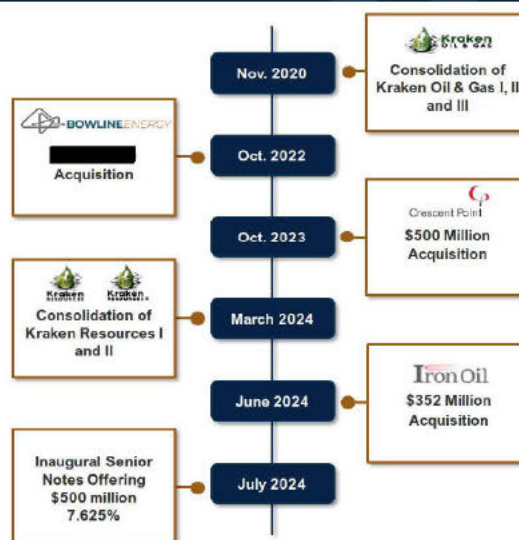 Nov. 2020
Kraken
OIL & GAS
Consolidation of
Kraken Oil & Gas I, II
and III
BOWLINE ENERGY
Acquisition
Oct. 2022
Oct. 2023
Crescent Point
$500 Million
Acquisition
Kraken
RESOURCES
Kraken
Consolidation of
Kraken Resources I
and II
March 2024
June 2024
Iron Oil
$352 Million
Acquisition
Inaugural Senior
Notes Offering
$500 million
7.625%
July 2024